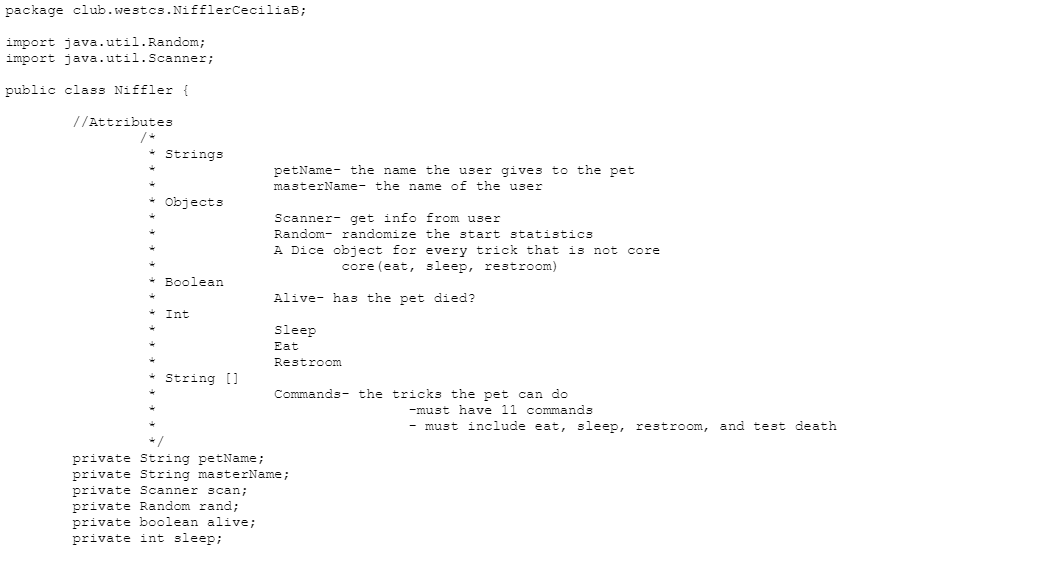 package club.westcs.NifflerCeciliaB;

import java.util.Random;
import java.util.Scanner;

public class Niffler {

	//Attributes
		/*
		 * Strings
		 *		petName- the name the user gives to the pet
		 *		masterName- the name of the user
		 * Objects
		 *		Scanner- get info from user
		 *		Random- randomize the start statistics
		 *		A Dice object for every trick that is not core
		 *			core(eat, sleep, restroom)
		 * Boolean
		 *		Alive- has the pet died?
		 * Int
		 *		Sleep
		 *		Eat
		 *		Restroom
		 * String []
		 *		Commands- the tricks the pet can do
		 *				-must have 11 commands
		 *				- must include eat, sleep, restroom, and test death
		 */
	private String petName;
	private String masterName;
	private Scanner scan;
	private Random rand;
	private boolean alive;
	private int sleep;